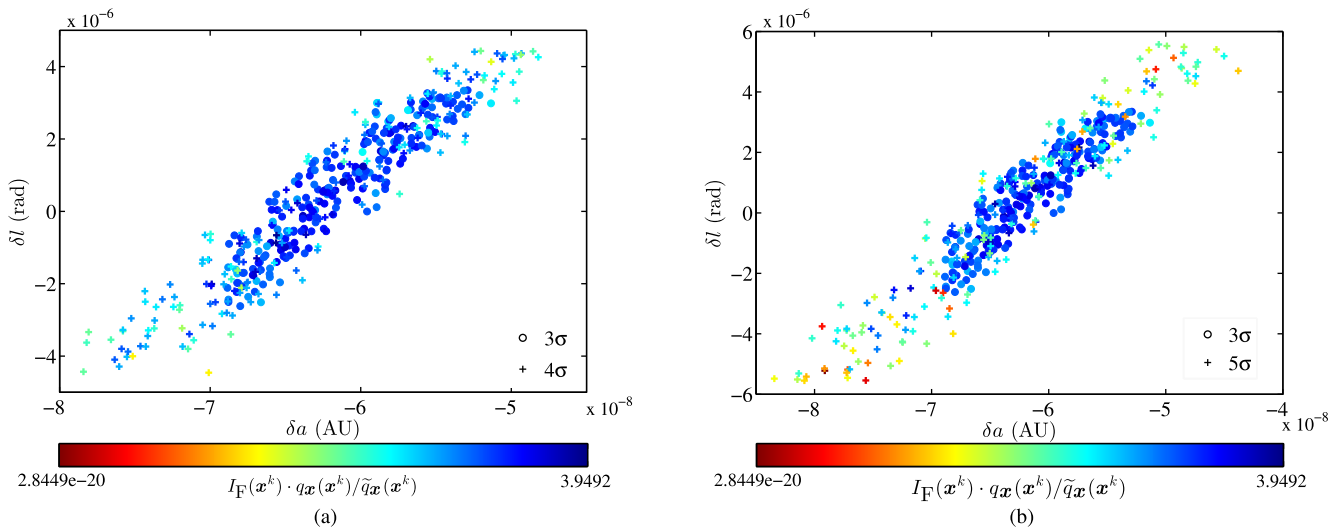 x 10⁻⁶
4
2
0
−2
−4
δl (rad)
−8
−7
−6
−5
x 10⁻⁸
δa (AU)
3σ
4σ
2.8449e−20
I_F(x^k) · q_x(x^k)/q̃_x(x^k)
3.9492
(a)
x 10⁻⁶
6
4
2
0
−2
−4
−6
δl (rad)
−8
−7
−6
−5
−4
x 10⁻⁸
δa (AU)
3σ
5σ
2.8449e−20
I_F(x^k) · q_x(x^k)/q̃_x(x^k)
3.9492
(b)